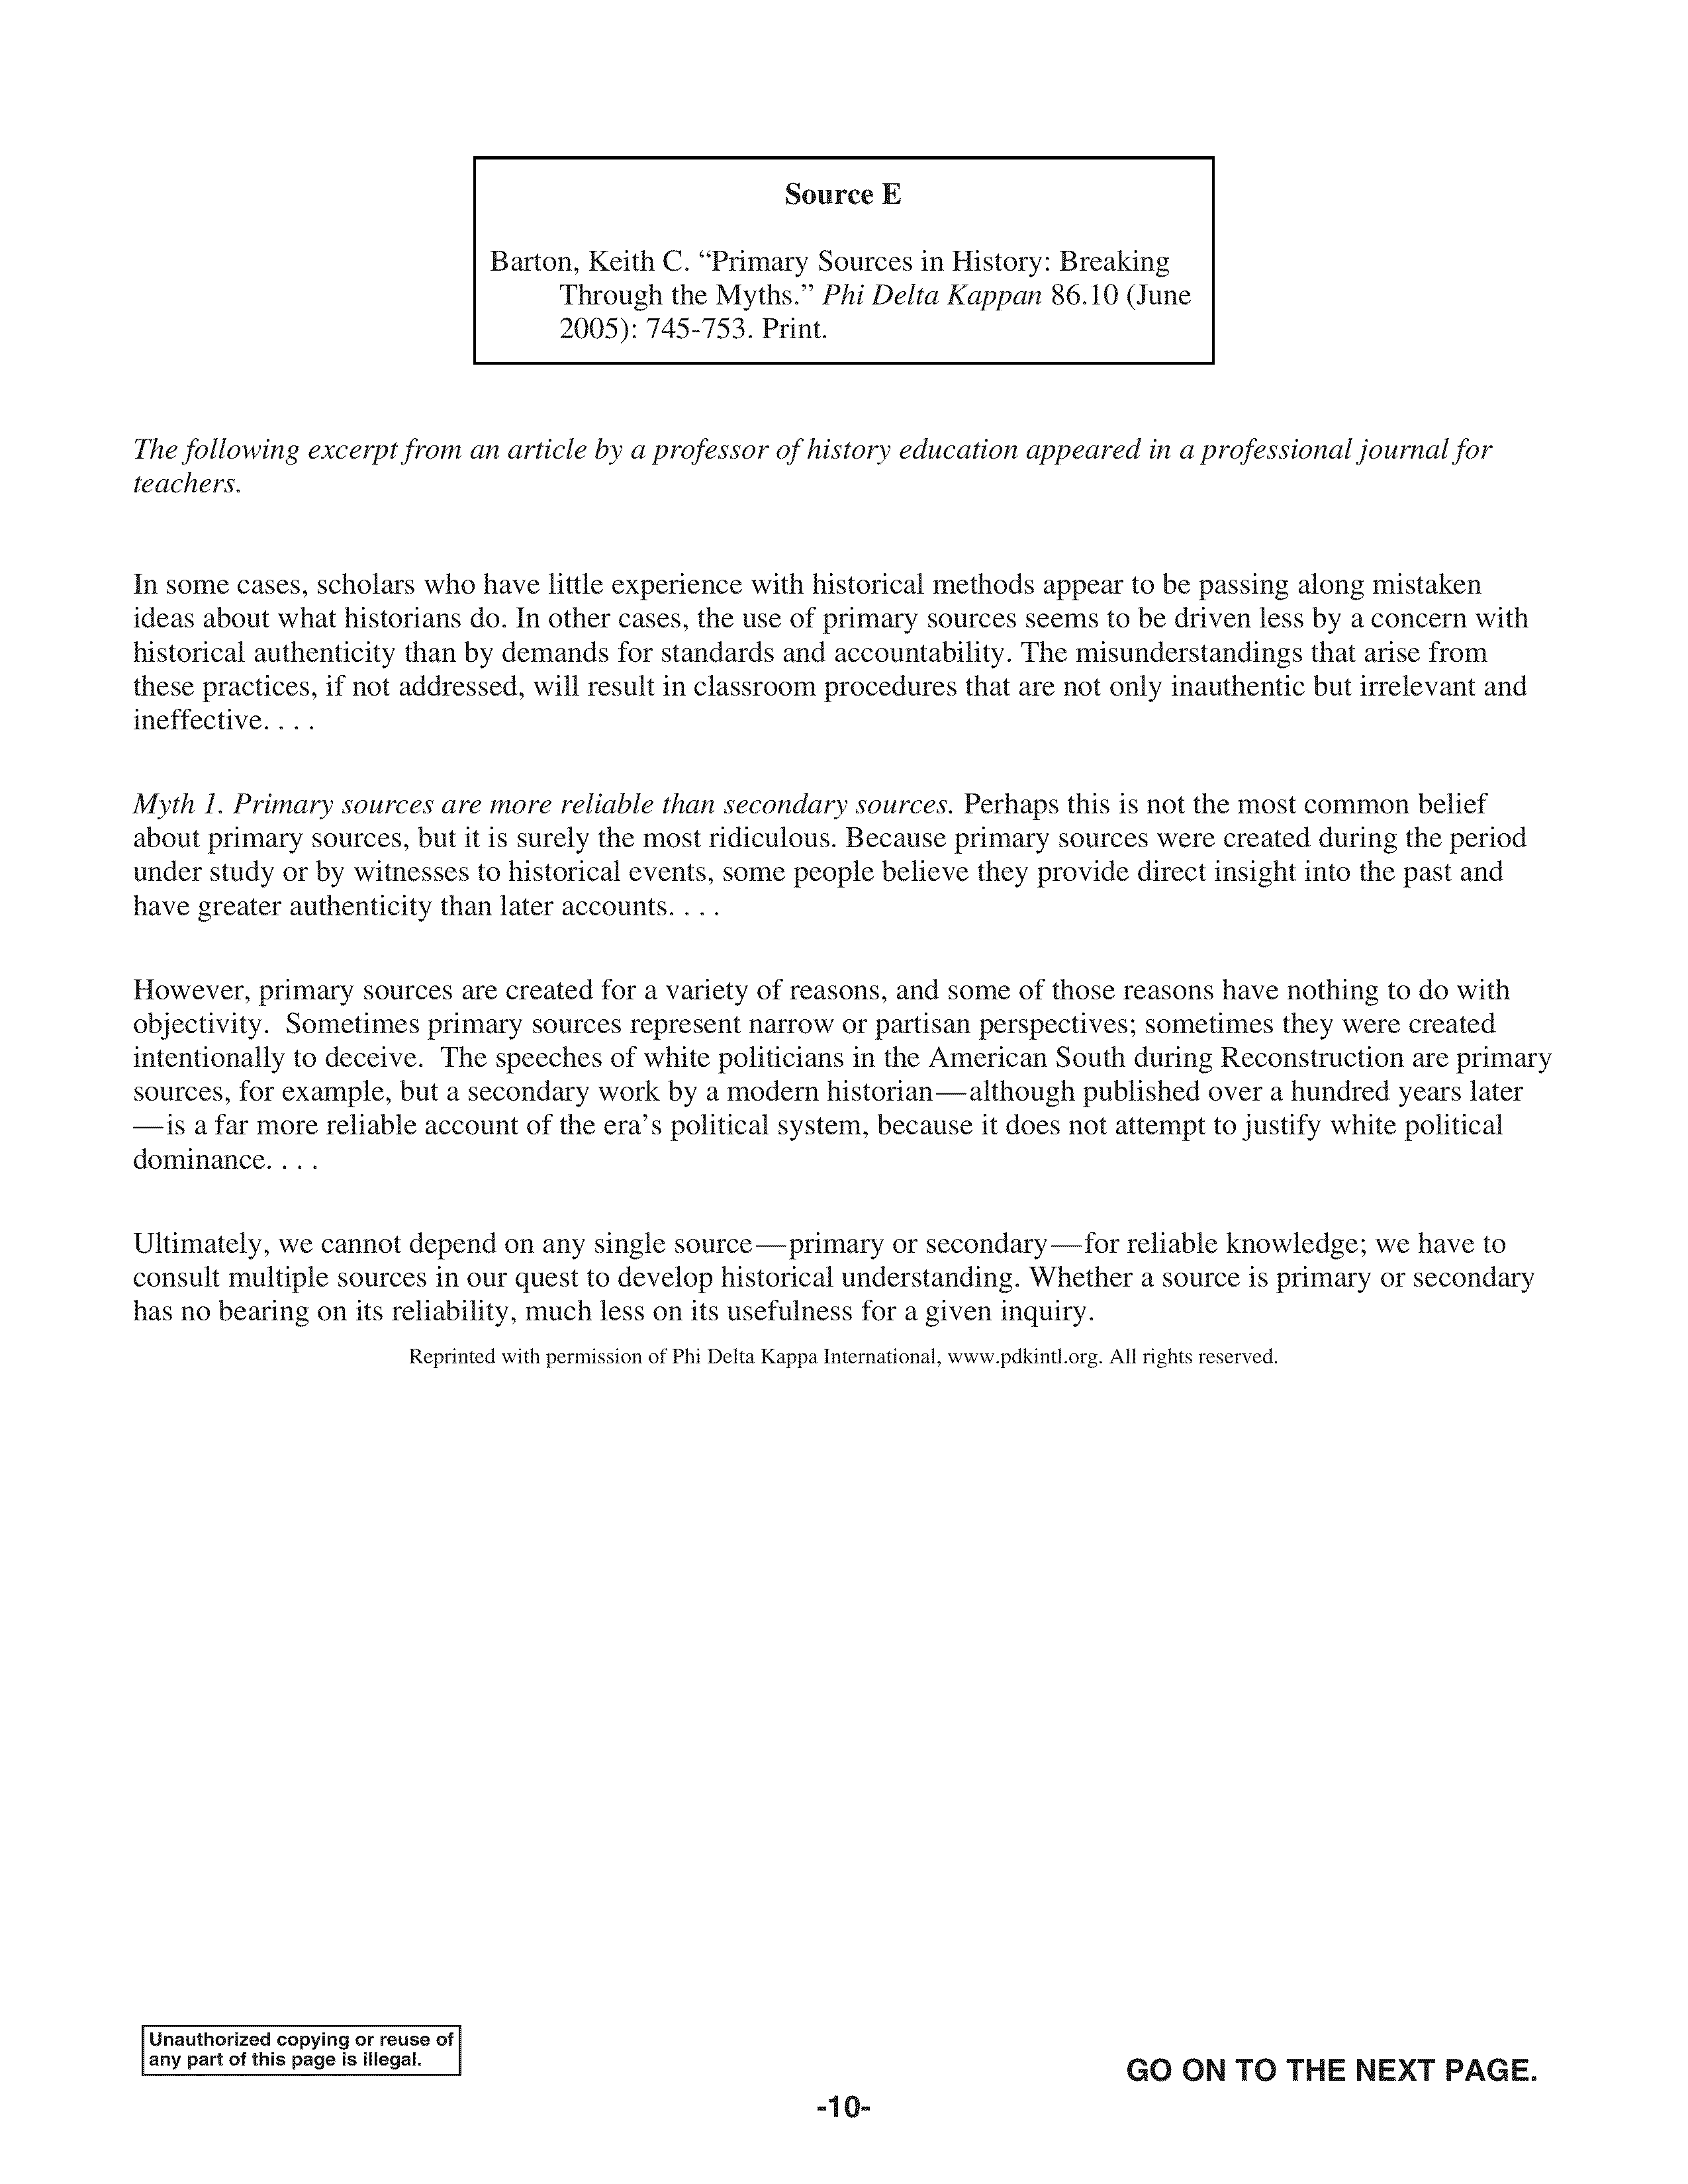 Source E
Barton, Keith C. “Primary Sources in History: Breaking
Through the Myths.” Phi Delta Kappan 86.10 (June
2005): 745-753. Print.
The following excerpt from an article by a professor of history education appeared in a professional journal for
teachers.
In some cases, scholars who have little experience with historical methods appear to be passing along mistaken
ideas about what historians do. In other cases, the use of primary sources seems to be driven less by a concern with
historical authenticity than by demands for standards and accountability. The misunderstandings that arise from
these practices, if not addressed, will result in classroom procedures that are not only inauthentic but irrelevant and
ineffective. . . .
Myth 1. Primary sources are more reliable than secondary sources. Perhaps this is not the most common belief
about primary sources, but it is surely the most ridiculous. Because primary sources were created during the period
under study or by witnesses to historical events, some people believe they provide direct insight into the past and
have greater authenticity than later accounts. . . .
However, primary sources are created for a variety of reasons, and some of those reasons have nothing to do with
objectivity.  Sometimes primary sources represent narrow or partisan perspectives; sometimes they were created
intentionally to deceive.  The speeches of white politicians in the American South during Reconstruction are primary
sources, for example, but a secondary work by a modern historian—although published over a hundred years later
—is a far more reliable account of the era’s political system, because it does not attempt to justify white political
dominance. . . .
Ultimately, we cannot depend on any single source—primary or secondary—for reliable knowledge; we have to
consult multiple sources in our quest to develop historical understanding. Whether a source is primary or secondary
has no bearing on its reliability, much less on its usefulness for a given inquiry.
Reprinted with permission of Phi Delta Kappa International, www.pdkintl.org. All rights reserved.
Unauthorized copying or reuse of
any part of this page is illegal.
GO ON TO THE NEXT PAGE.
-10-